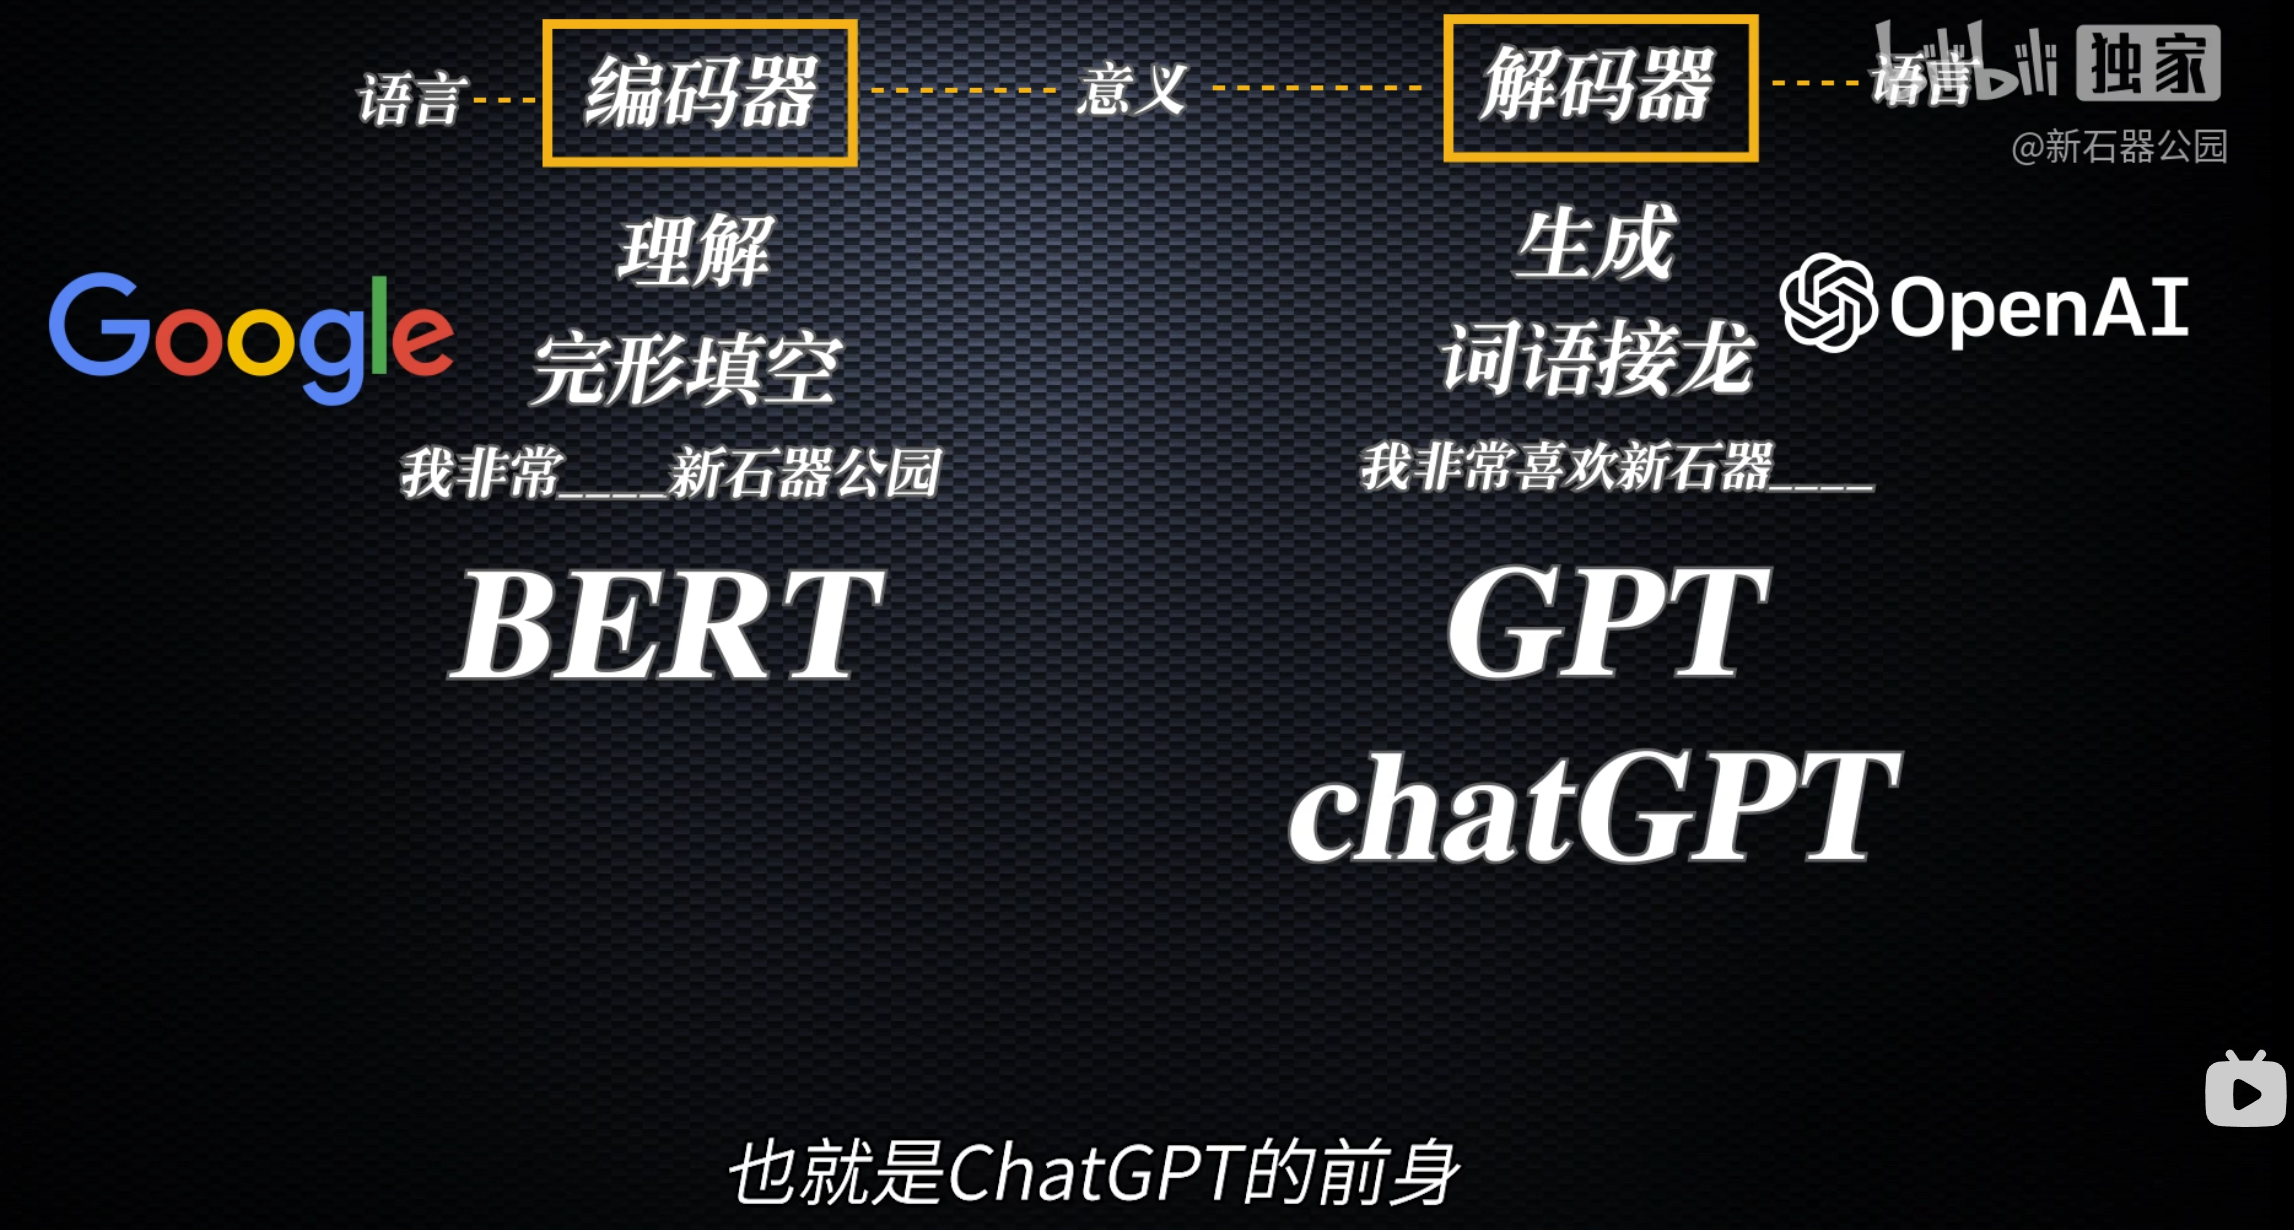 语言 编码器 意义 解码器 语言
bilibili 独家
@新石器公园
理解 生成
Google OpenAI
完形填空 词语接龙
我非常____新石器公园 我非常喜欢新石器____
BERT GPT
chatGPT
也就是ChatGPT的前身